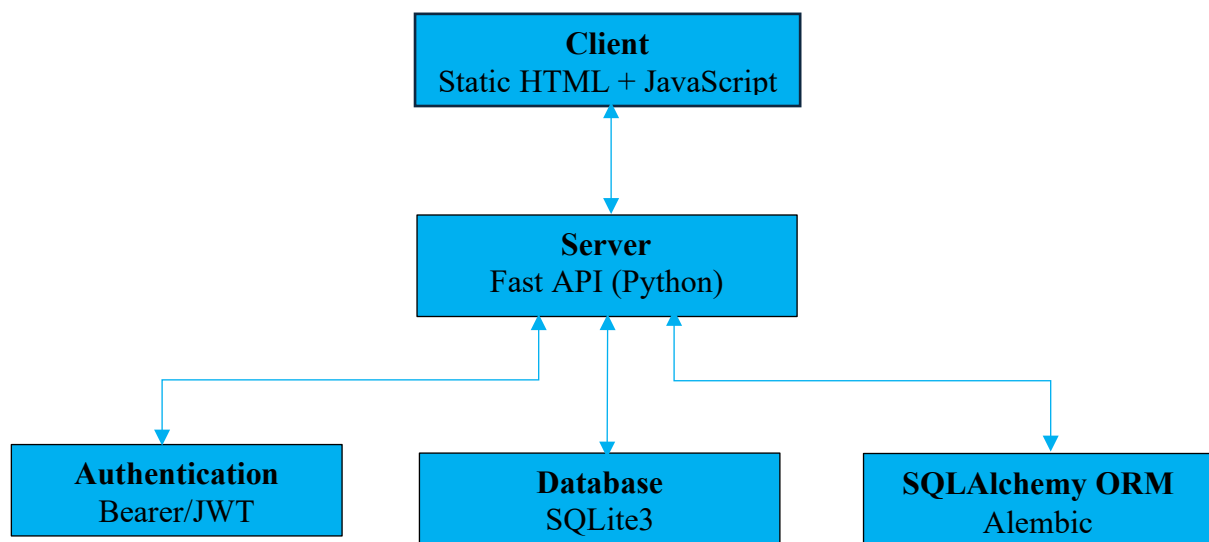 Client
Static HTML + JavaScript
Server
Fast API (Python)
Authentication
Bearer/JWT
Database
SQLite3
SQLAlchemy ORM
Alembic